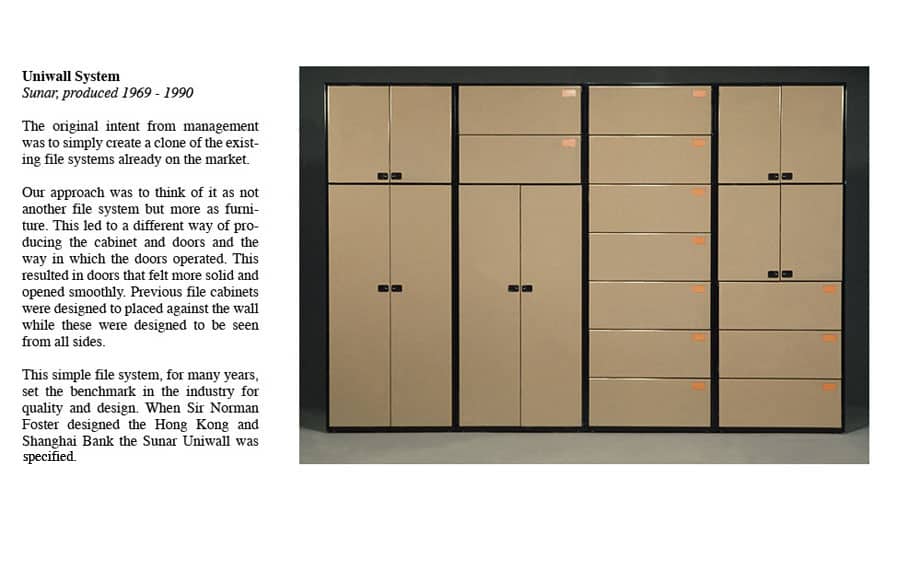 Uniwall System
Sunar, produced 1969 - 1990
The original intent from management
was to simply create a clone of the exist-
ing file systems already on the market.
Our approach was to think of it as not
another file system but more as furni-
ture. This led to a different way of pro-
ducing the cabinet and doors and the
way in which the doors operated. This
resulted in doors that felt more solid and
opened smoothly. Previous file cabinets
were designed to placed against the wall
while these were designed to be seen
from all sides.
This simple file system, for many years,
set the benchmark in the industry for
quality and design. When Sir Norman
Foster designed the Hong Kong and
Shanghai Bank the Sunar Uniwall was
specified.